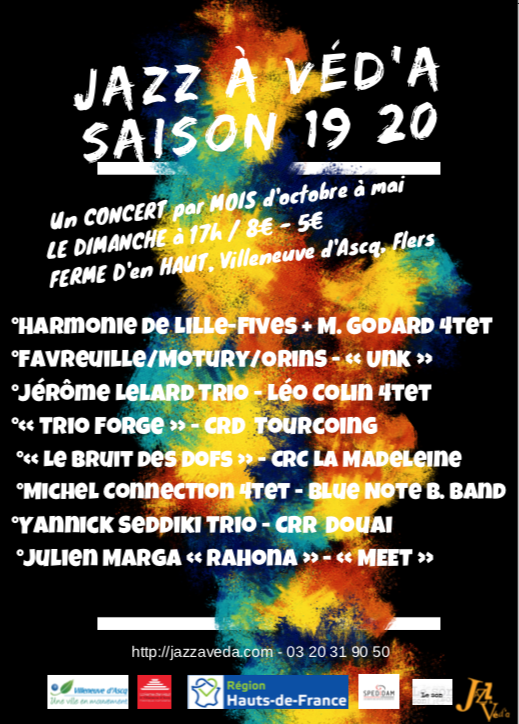 JAZZ À VÉD'A
SAISON 19 20
Un CONCERT par MOIS d'octobre à mai
LE DIMANCHE à 17h / 8€ - 5€
FERME D'en HAUT, Villeneuve d'Ascq, Flers
°Harmonie de Lille-Fives + M. Godard 4tet
°Favreuille/Motury/Orins - « Unk »
°Jérôme Lelard Trio - Léo Colin 4tet
°« Trio Forge » - CRD Tourcoing
°« Le Bruit des Dofs » - CRC La Madeleine
°Michel Connection 4tet - Blue Note B. Band
°Yannick Seddiki Trio - CRR Douai
°Julien Marga « Rahona » - « MEET »
http://jazzaveda.com - 03 20 31 90 50
Villeneuve d'Ascq
Région
Hauts-de-France
SPEDIDAM
Le son
Jazz
Véd'a